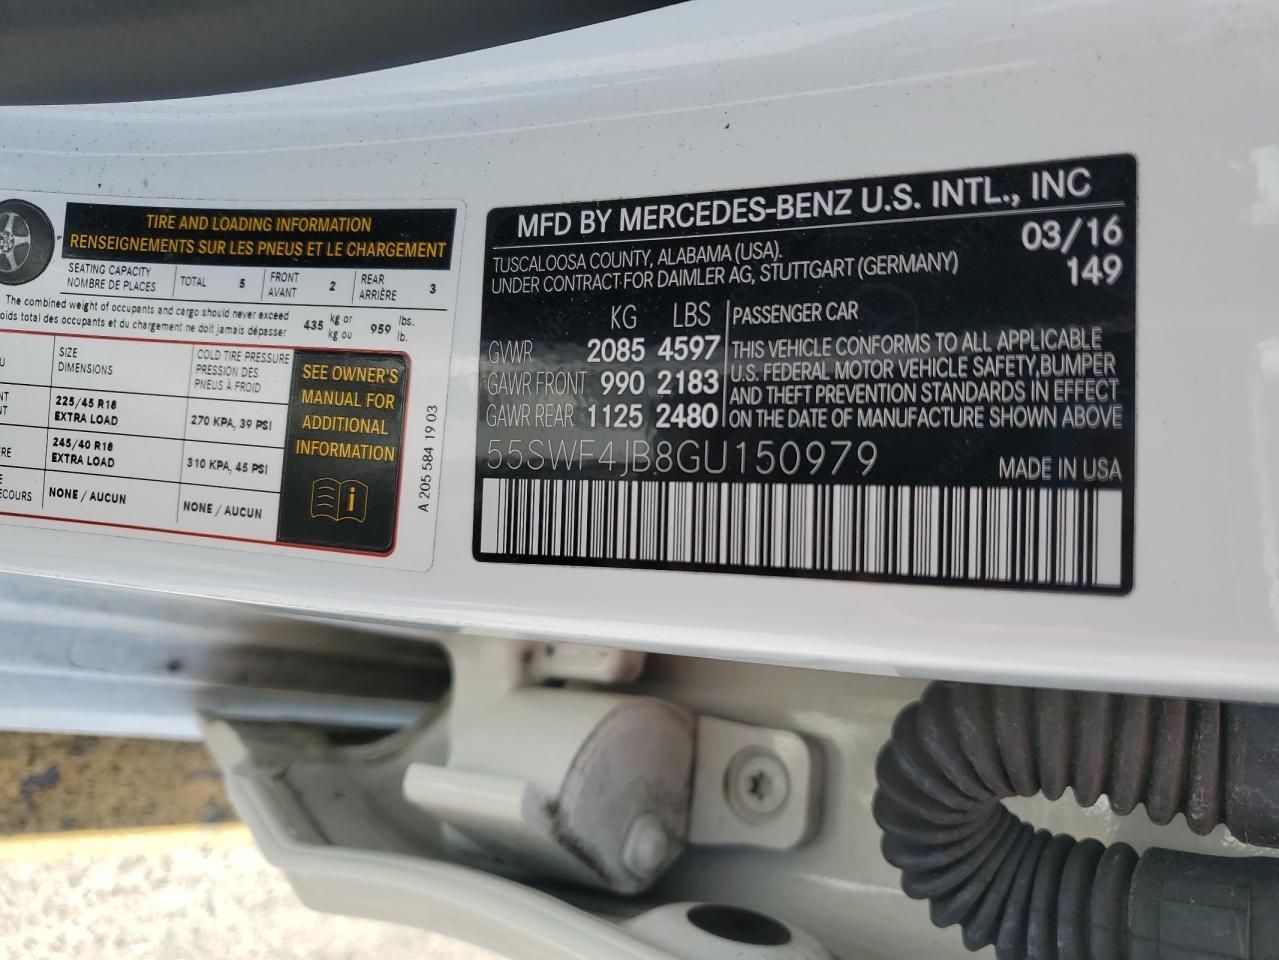 TIRE AND LOADING INFORMATION
RENSEIGNEMENTS SUR LES PNEUS ET LE CHARGEMENT
SEATING CAPACITY
NOMBRE DE PLACES
TOTAL 5
FRONT
AVANT
2
REAR
ARRIÈRE
3
The combined weight of occupants and cargo should never exceed
total des occupants et du chargement ne doit jamais dépasser
435 kg or
kg ou
959 lbs.
lb.
SIZE
DIMENSIONS
COLD TIRE PRESSURE
PRESSION DES
PNEUS À FROID
225/45 R18
EXTRA LOAD
270 KPA, 39 PSI
245/40 R18
EXTRA LOAD
310 KPA, 45 PSI
NONE / AUCUN
NONE / AUCUN
SEE OWNER'S
MANUAL FOR
ADDITIONAL
INFORMATION
i
A 205 584 19 03
MFD BY MERCEDES-BENZ U.S. INTL., INC
TUSCALOOSA COUNTY, ALABAMA (USA).
UNDER CONTRACT FOR DAIMLER AG, STUTTGART (GERMANY)
03/16
149
KG LBS
GVWR 2085 4597
GAWR FRONT 990 2183
GAWR REAR 1125 2480
PASSENGER CAR
THIS VEHICLE CONFORMS TO ALL APPLICABLE
U.S. FEDERAL MOTOR VEHICLE SAFETY,BUMPER
AND THEFT PREVENTION STANDARDS IN EFFECT
ON THE DATE OF MANUFACTURE SHOWN ABOVE
55SWF4JB8GU150979
MADE IN USA